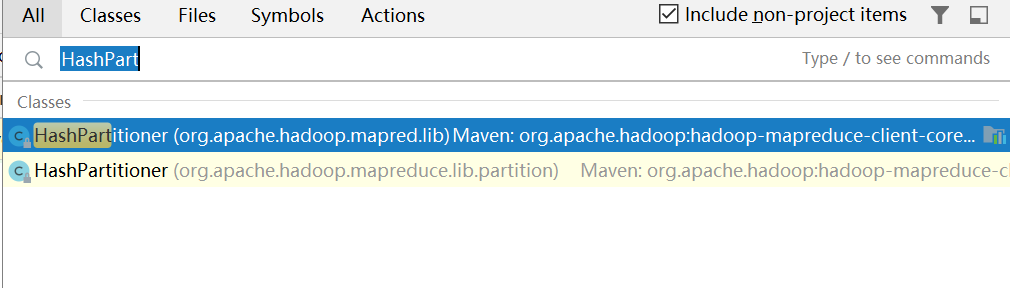 All Classes Files Symbols Actions Include non-project items
HashPart Type / to see commands
Classes
HashPartitioner (org.apache.hadoop.mapred.lib) Maven: org.apache.hadoop:hadoop-mapreduce-client-core...
HashPartitioner (org.apache.hadoop.mapreduce.lib.partition) Maven: org.apache.hadoop:hadoop-mapreduce-cl